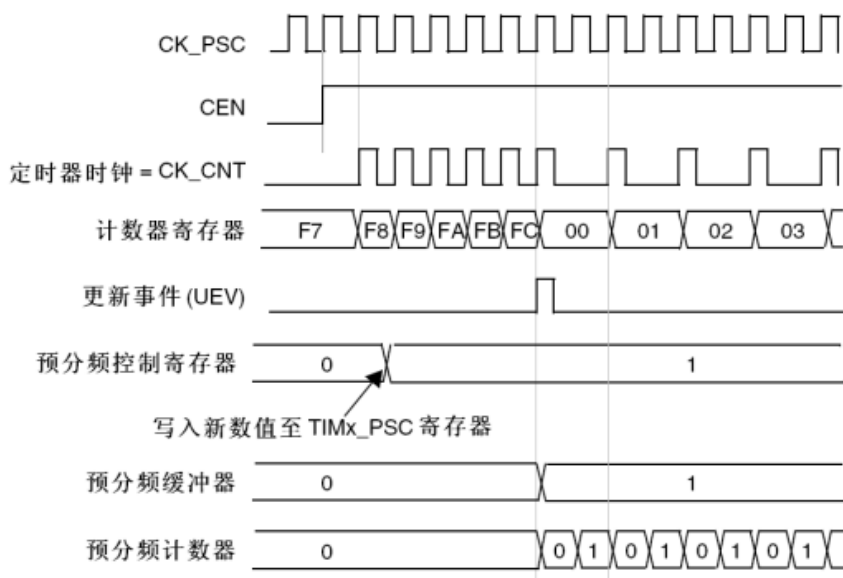 CK_PSC
CEN
定时器时钟 = CK_CNT
计数器寄存器 F7 F8 F9 FA FB FC 00 01 02 03
更新事件(UEV)
预分频控制寄存器 0 1
写入新数值至 TIMx_PSC 寄存器
预分频缓冲器 0 1
预分频计数器 0 0 1 0 1 0 1 0 1